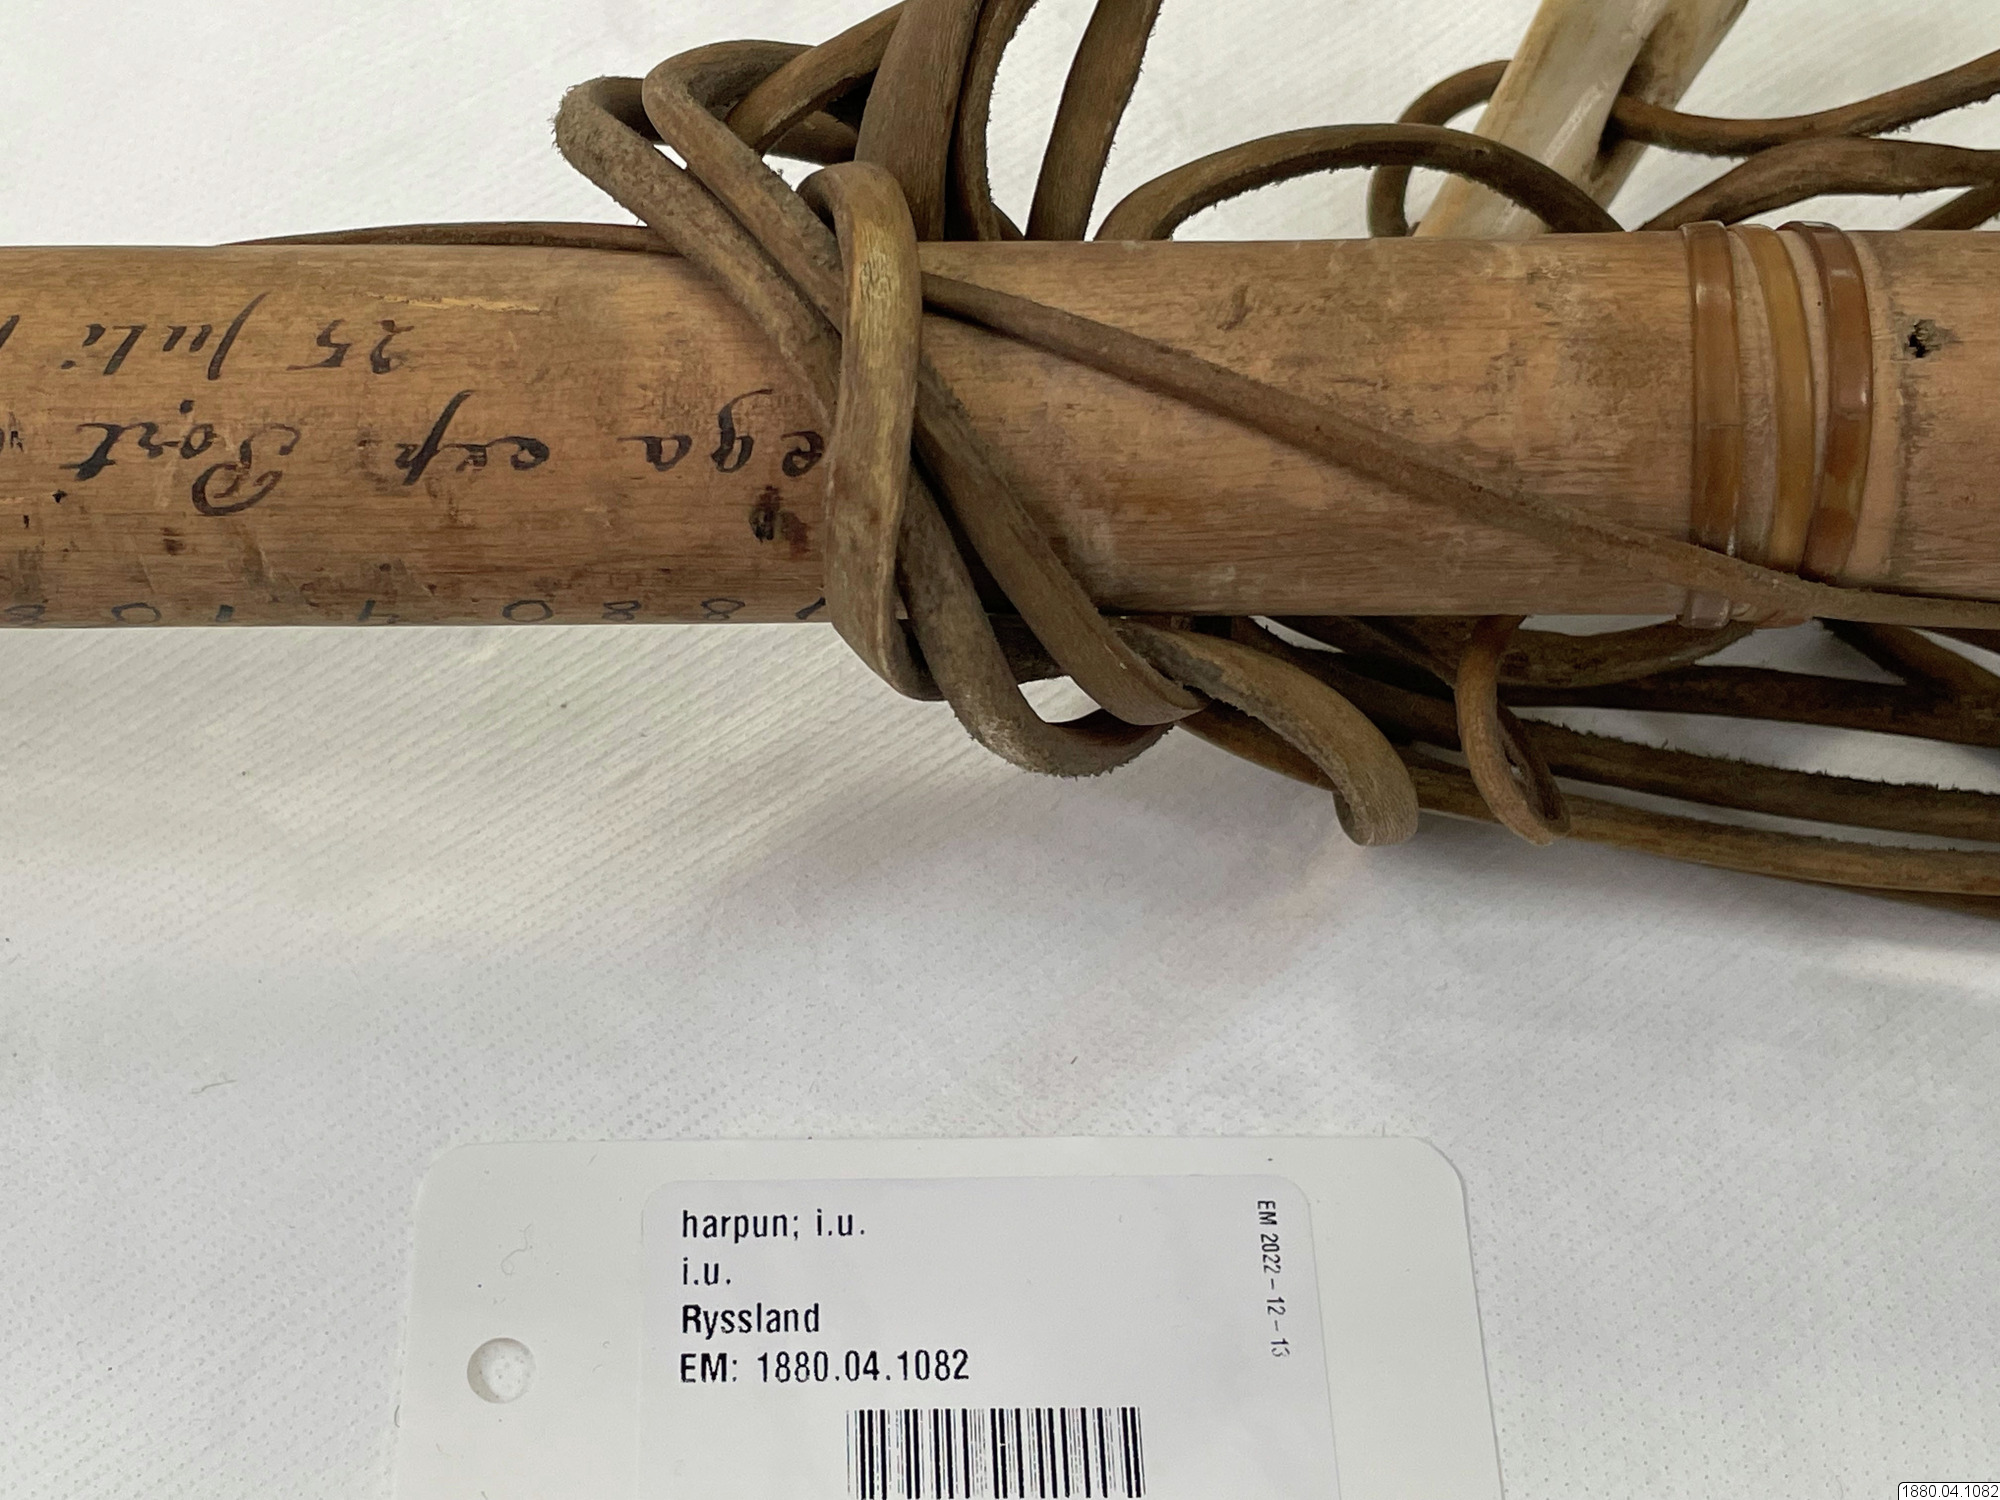 1880 4 108
ega exp Port
25 Juli
harpun; i.u.
i.u.
Ryssland
EM: 1880.04.1082
EM 2022-12-13
1880.04.1082